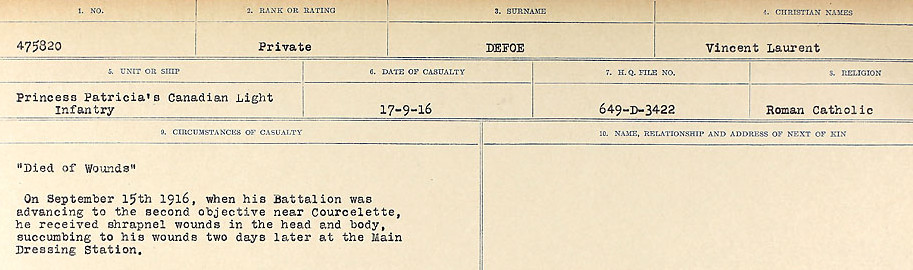 1. NO. 2. RANK OR RATING 3. SURNAME 4. CHRISTIAN NAMES
475820 Private DEFOE Vincent Laurent
5. UNIT OR SHIP 6. DATE OF CASUALTY 7. H.Q. FILE NO. 8. RELIGION
Princess Patricia's Canadian Light
Infantry 17-9-16 649-D-3422 Roman Catholic
9. CIRCUMSTANCES OF CASUALTY 10. NAME, RELATIONSHIP AND ADDRESS OF NEXT OF KIN
"Died of Wounds"
On September 15th 1916, when his Battalion was
advancing to the second objective near Courcelette,
he received shrapnel wounds in the head and body,
succumbing to his wounds two days later at the Main
Dressing Station.